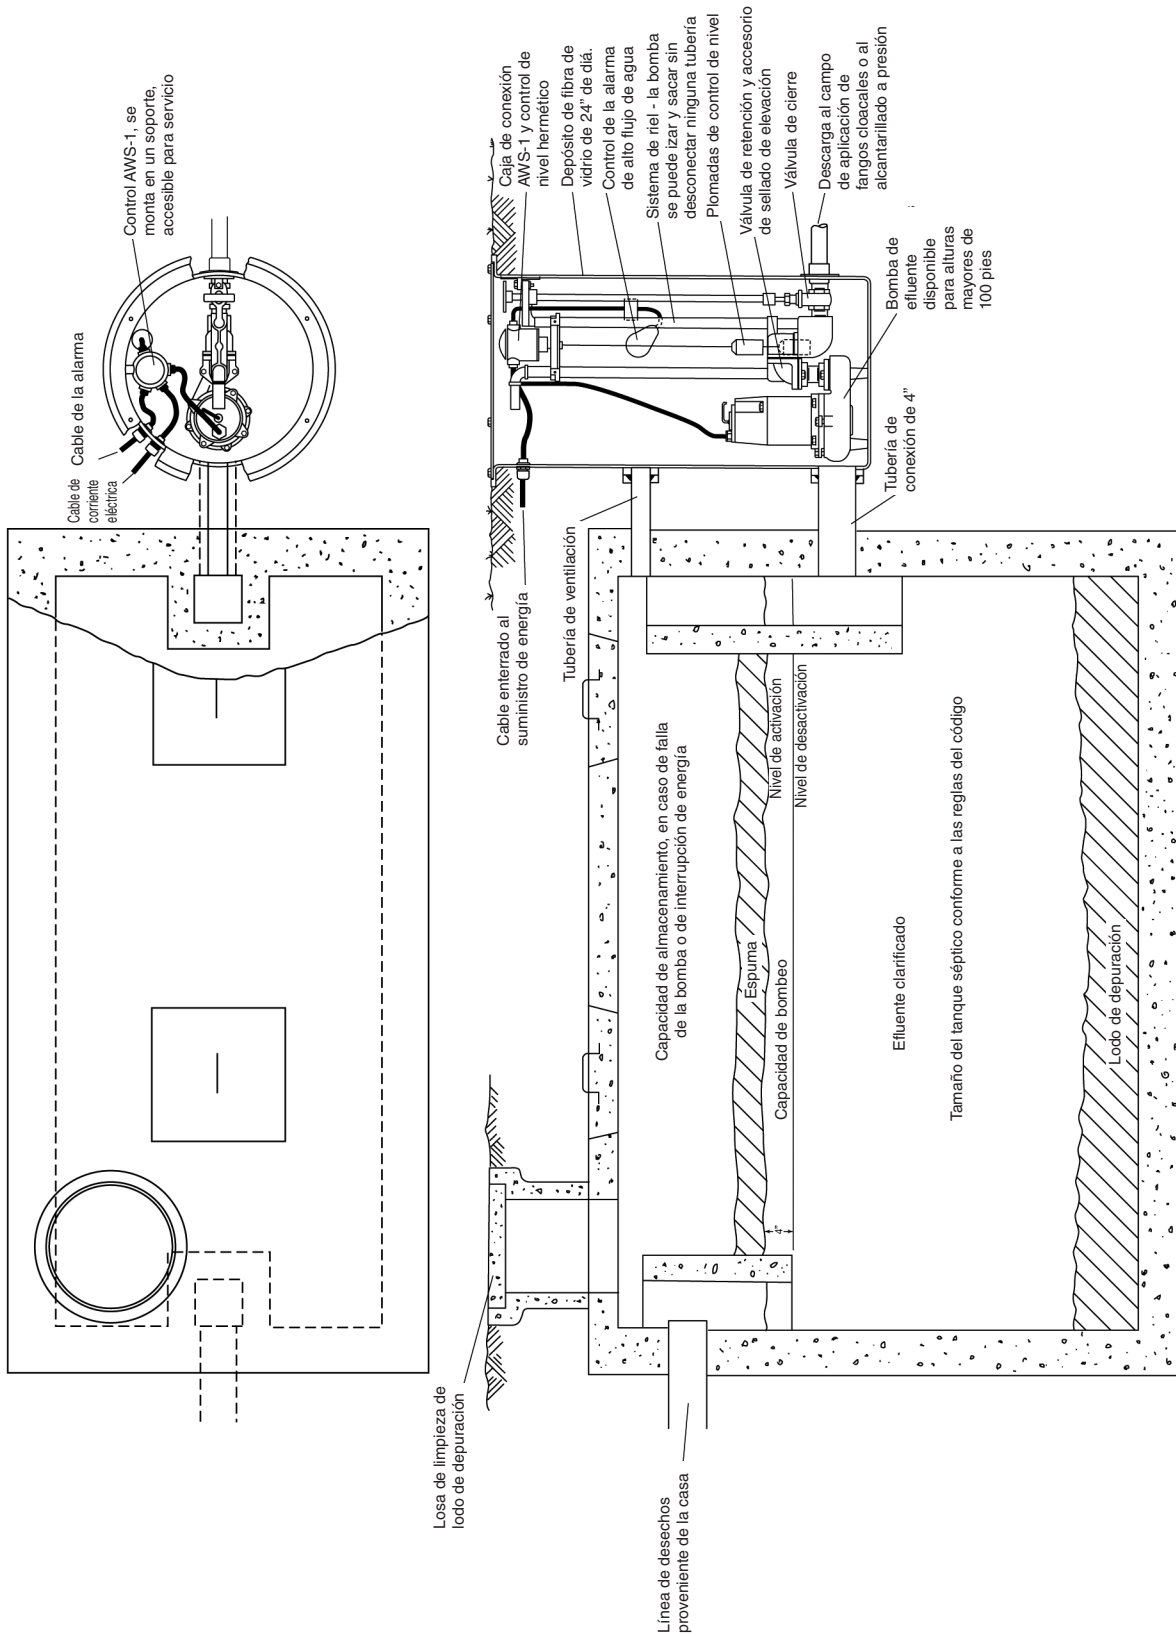 Control AWS-1, se
monta en un soporte,
accesible para servicio
Cable de la alarma
Cable de
corriente
eléctrica
Caja de conexión
AWS-1 y control de
nivel hermético
Depósito de fibra de
vidrio de 24" de diá.
Control de la alarma
de alto flujo de agua
Sistema de riel - la bomba
se puede izar y sacar sin
desconectar ninguna tubería
Plomadas de control de nivel
Válvula de retención y accesorio
de sellado de elevación
Válvula de cierre
Descarga al campo
de aplicación de
fangos cloacales o al
alcantarillado a presión
Bomba de
efluente
disponible
para alturas
mayores de
100 pies
Tubería de
conexión de 4"
Cable enterrado al
suministro de energía
Tubería de ventilación
Capacidad de almacenamiento, en caso de falla
de la bomba o de interrupción de energía
Espuma
Nivel de activación
Nivel de desactivación
Capacidad de bombeo
4"
Efluente clarificado
Tamaño del tanque séptico conforme a las reglas del código
Lodo de depuración
Losa de limpieza de
lodo de depuración
Línea de desechos
proveniente de la casa